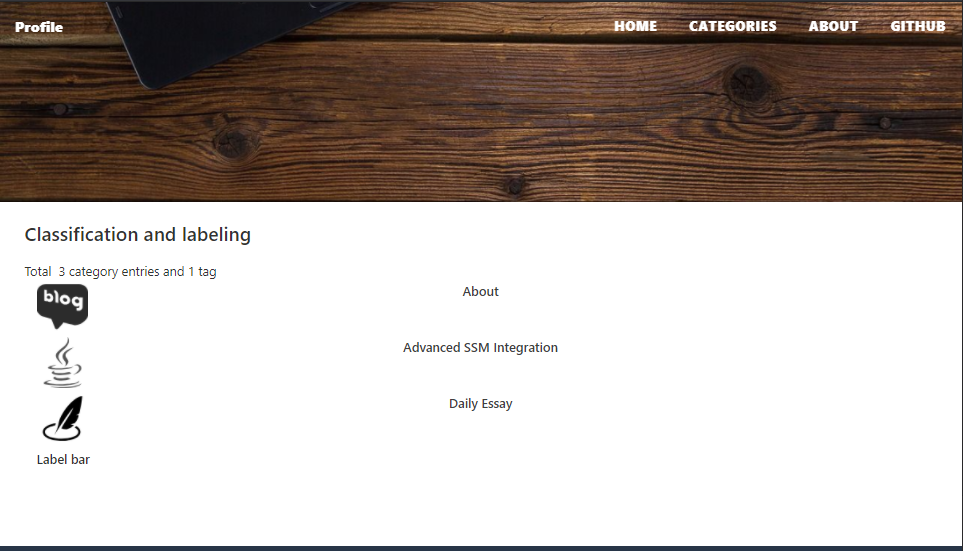 Profile
HOME CATEGORIES ABOUT GITHUB
Classification and labeling
Total 3 category entries and 1 tag
blog
About
Advanced SSM Integration
Daily Essay
Label bar